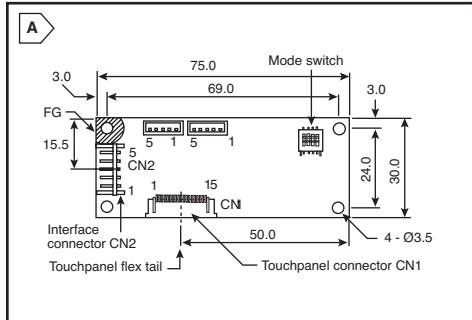 A
75.0
Mode switch
3.0
69.0
3.0
FG
15.5
5 1 5 1
5
CN2
24.0
30.0
1
1 15
CN1
Interface
connector CN2
50.0
4 - Ø3.5
Touchpanel flex tail
Touchpanel connector CN1